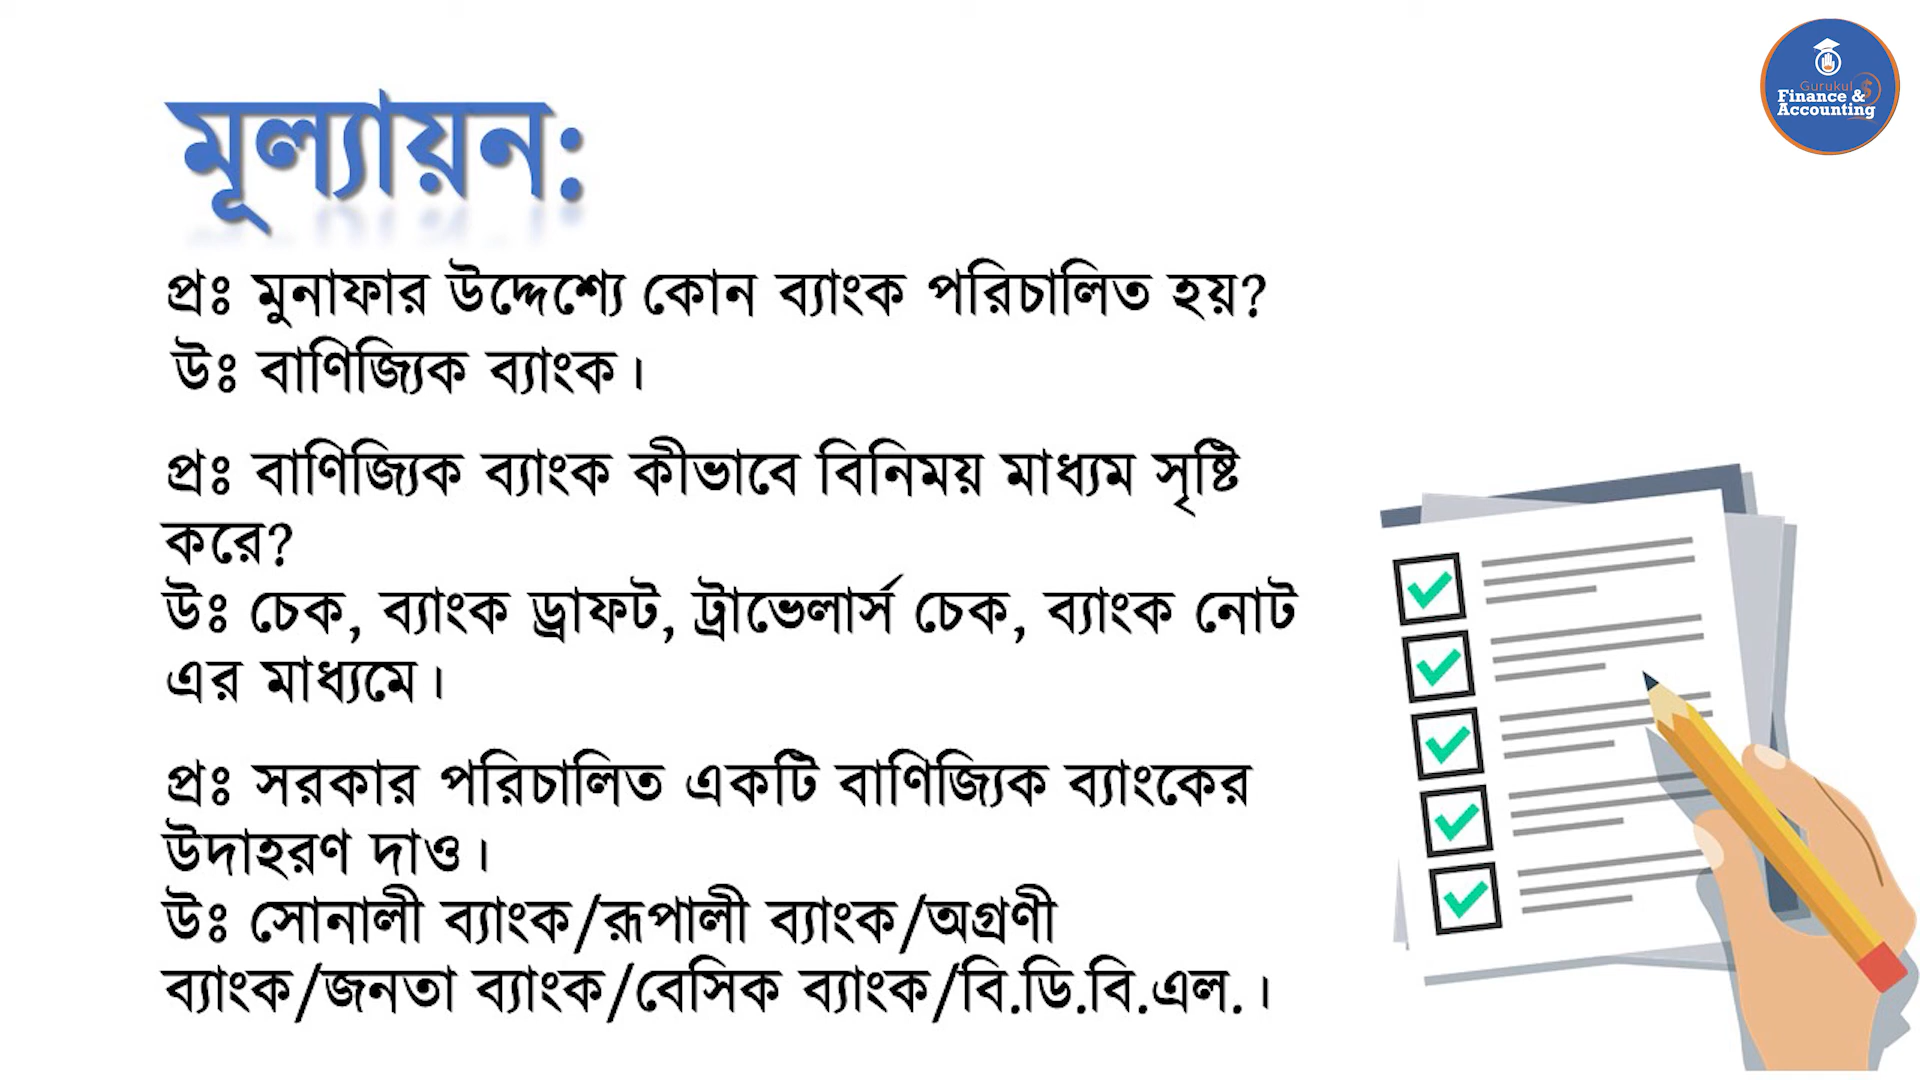 মূল্যায়ন:
Gurukul
Finance &
Accounting
প্রঃ মুনাফার উদ্দেশ্যে কোন ব্যাংক পরিচালিত হয়?
উঃ বাণিজ্যিক ব্যাংক।
প্রঃ বাণিজ্যিক ব্যাংক কীভাবে বিনিময় মাধ্যম সৃষ্টি
করে?
উঃ চেক, ব্যাংক ড্রাফট, ট্রাভেলার্স চেক, ব্যাংক নোট
এর মাধ্যমে।
প্রঃ সরকার পরিচালিত একটি বাণিজ্যিক ব্যাংকের
উদাহরণ দাও।
উঃ সোনালী ব্যাংক/রূপালী ব্যাংক/অগ্রণী
ব্যাংক/জনতা ব্যাংক/বেসিক ব্যাংক/বি.ডি.বি.এল.।